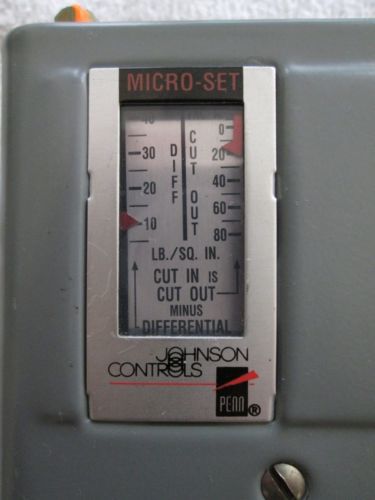 MICRO-SET
40 0
30 20
20 40
10 60
80
DIFF
CUT OUT
LB./SQ. IN.
CUT IN IS
CUT OUT
MINUS
DIFFERENTIAL
JOHNSON
CONTROLS
PENN ®